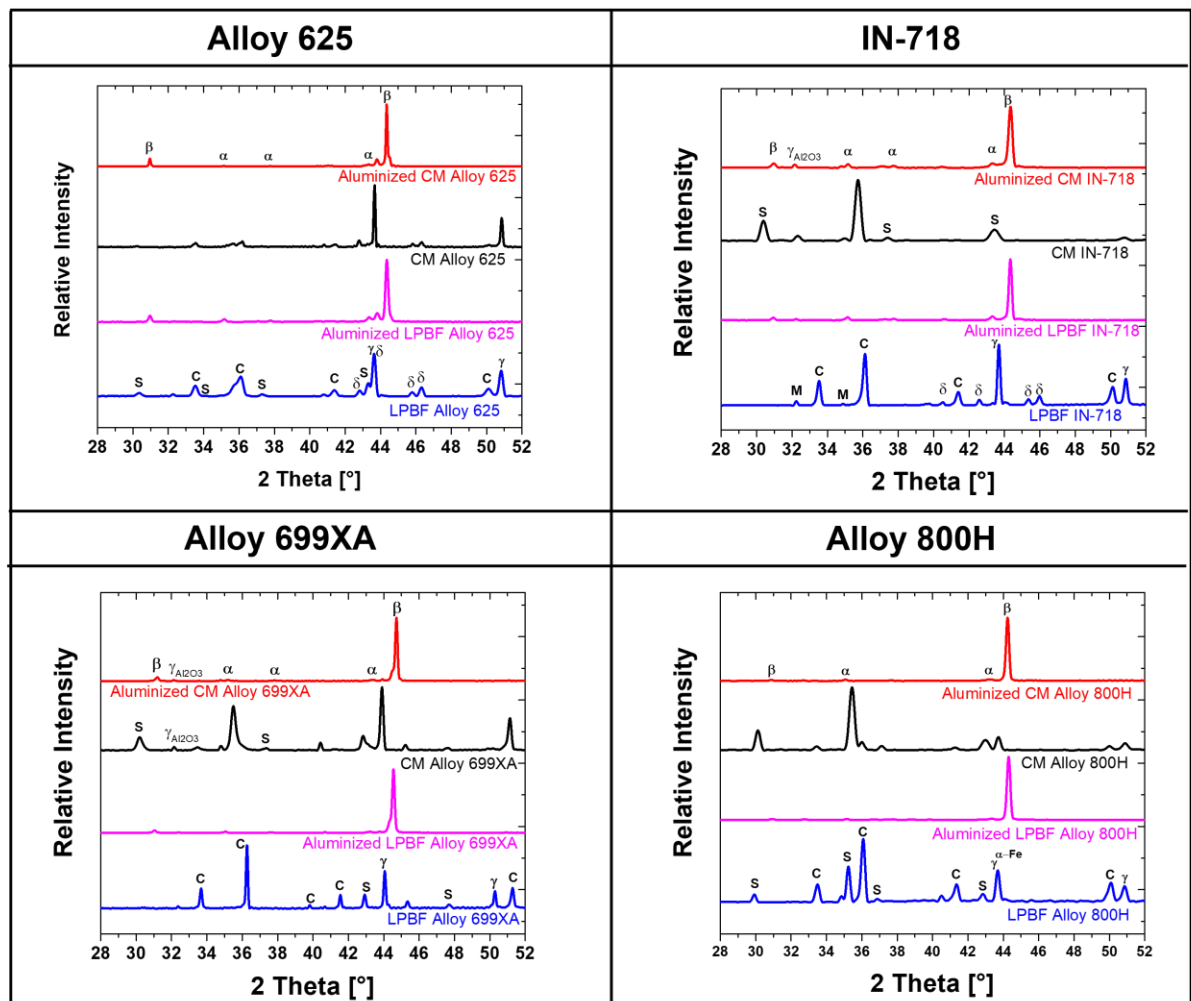 Alloy 625
Relative Intensity
β
α
α
α
β
Aluminized CM Alloy 625
CM Alloy 625
Aluminized LPBF Alloy 625
S
C
S
C
S
C
δ
S
γ
δ
δ
δ
C
γ
LPBF Alloy 625
28 30 32 34 36 38 40 42 44 46 48 50 52
2 Theta [°]
IN-718
Relative Intensity
β
γAl2O3
α
α
α
β
Aluminized CM IN-718
S
S
S
CM IN-718
Aluminized LPBF IN-718
M
C
M
C
δ
C
δ
γ
δ
δ
C
γ
LPBF IN-718
28 30 32 34 36 38 40 42 44 46 48 50 52
2 Theta [°]
Alloy 699XA
Relative Intensity
β
γAl2O3
α
α
α
β
Aluminized CM Alloy 699XA
S
γAl2O3
S
CM Alloy 699XA
Aluminized LPBF Alloy 699XA
C
C
C
C
S
γ
S
γ
C
LPBF Alloy 699XA
28 30 32 34 36 38 40 42 44 46 48 50 52
2 Theta [°]
Alloy 800H
Relative Intensity
β
α
α
β
Aluminized CM Alloy 800H
CM Alloy 800H
Aluminized LPBF Alloy 800H
S
C
S
C
S
C
S
γ
α-Fe
C
γ
LPBF Alloy 800H
28 30 32 34 36 38 40 42 44 46 48 50 52
2 Theta [°]